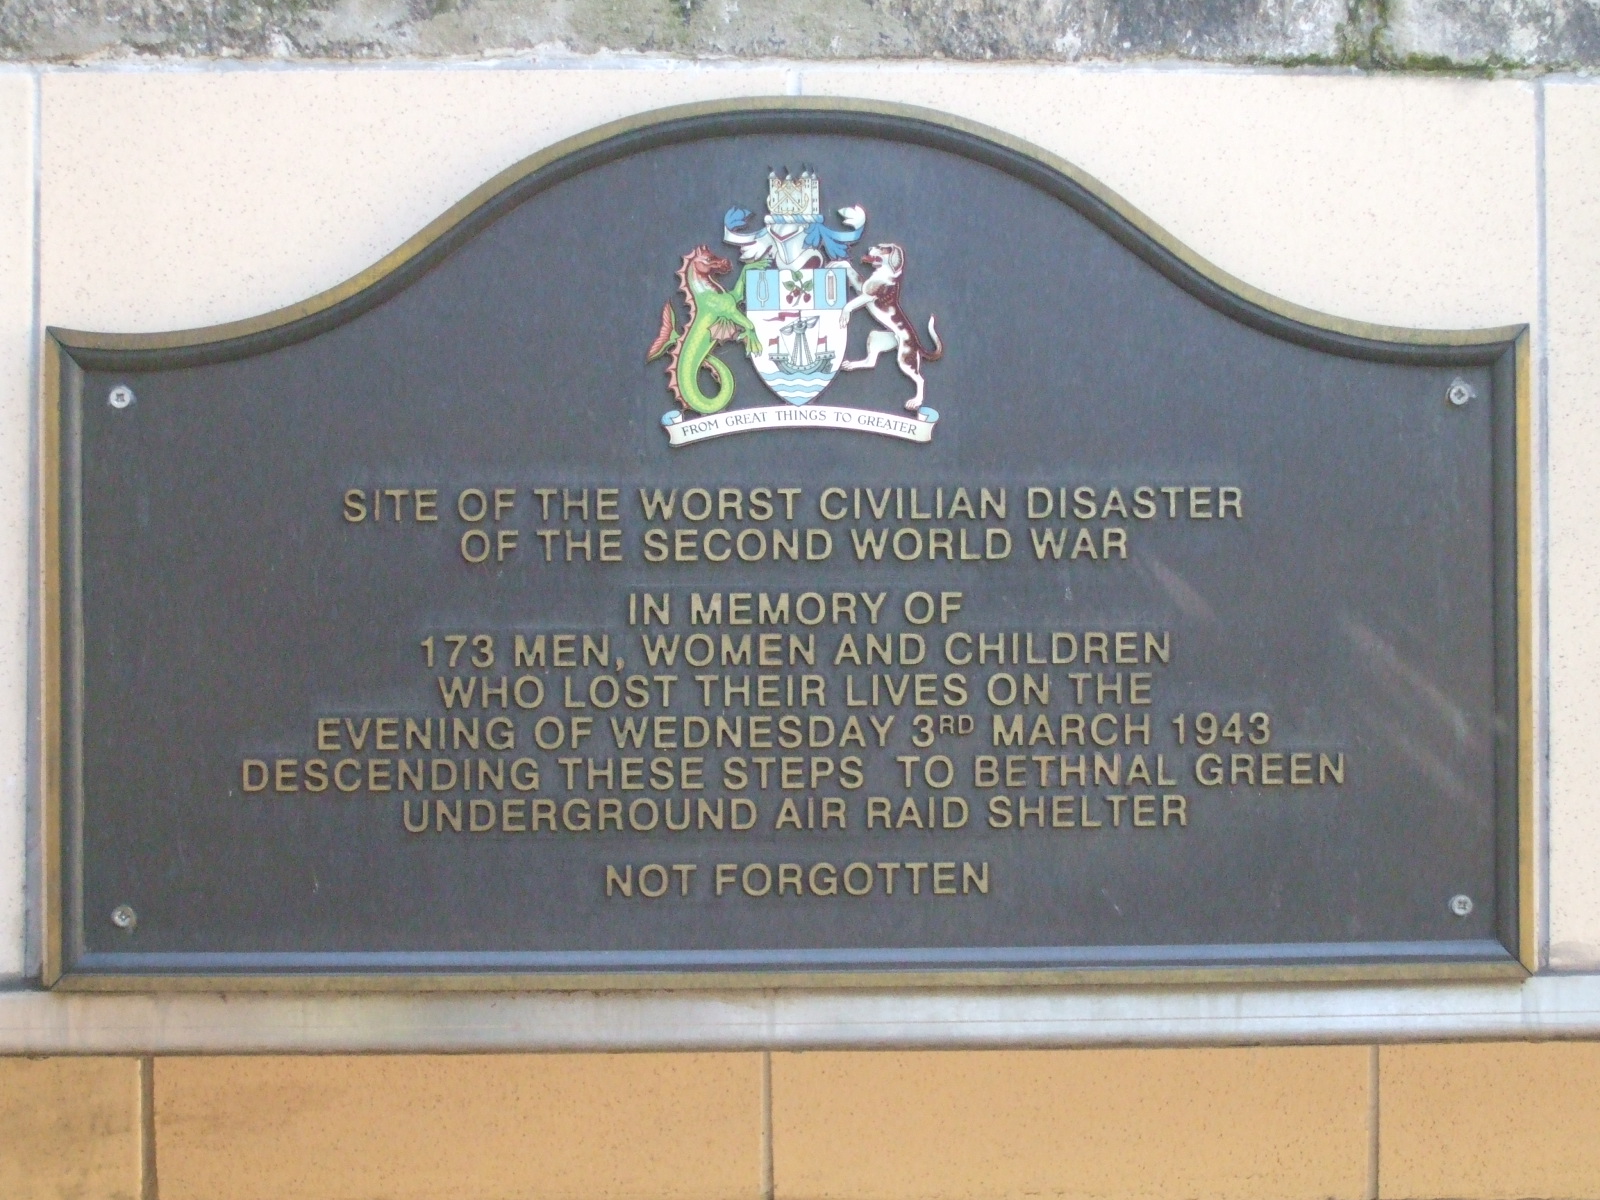 FROM GREAT THINGS TO GREATER
SITE OF THE WORST CIVILIAN DISASTER
OF THE SECOND WORLD WAR
IN MEMORY OF
173 MEN, WOMEN AND CHILDREN
WHO LOST THEIR LIVES ON THE
EVENING OF WEDNESDAY 3RD MARCH 1943
DESCENDING THESE STEPS TO BETHNAL GREEN
UNDERGROUND AIR RAID SHELTER
NOT FORGOTTEN